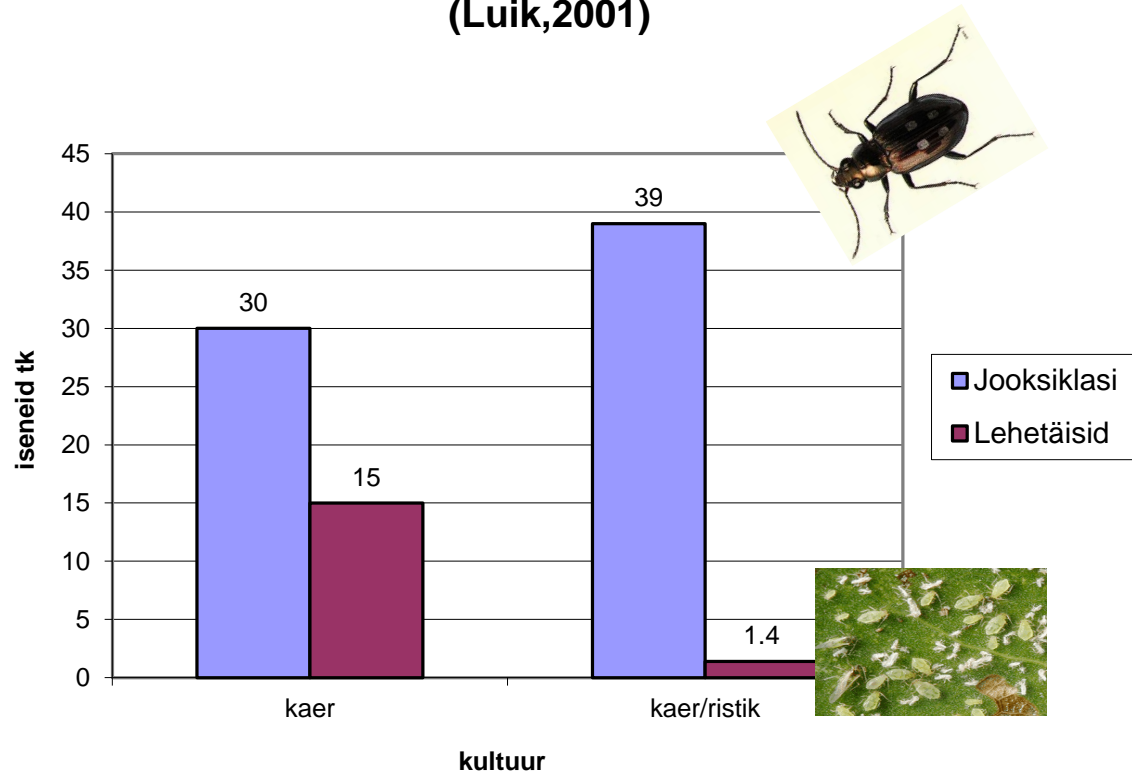 (Luik,2001)
45
40
35
30
25
20
15
10
5
0
30
15
39
1.4
kaer
kaer/ristik
kultuur
iseneid tk
Jooksiklasi
Lehetäisid